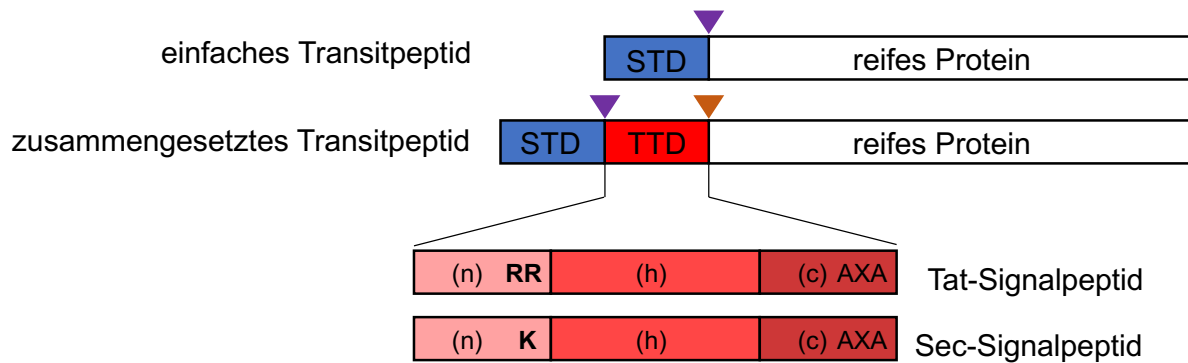 einfaches Transitpeptid STD reifes Protein
zusammengesetztes Transitpeptid STD TTD reifes Protein
(n) RR (h) (c) AXA Tat-Signalpeptid
(n) K (h) (c) AXA Sec-Signalpeptid